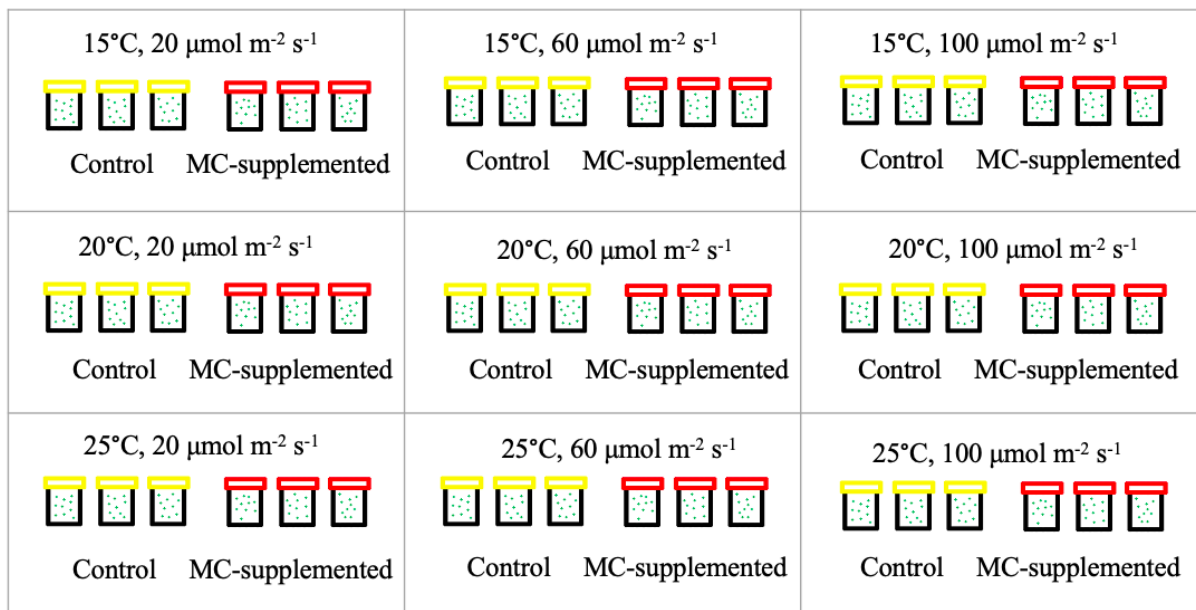 15°C, 20 μmol m-2 s-1
Control MC-supplemented
15°C, 60 μmol m-2 s-1
Control MC-supplemented
15°C, 100 μmol m-2 s-1
Control MC-supplemented
20°C, 20 μmol m-2 s-1
Control MC-supplemented
20°C, 60 μmol m-2 s-1
Control MC-supplemented
20°C, 100 μmol m-2 s-1
Control MC-supplemented
25°C, 20 μmol m-2 s-1
Control MC-supplemented
25°C, 60 μmol m-2 s-1
Control MC-supplemented
25°C, 100 μmol m-2 s-1
Control MC-supplemented